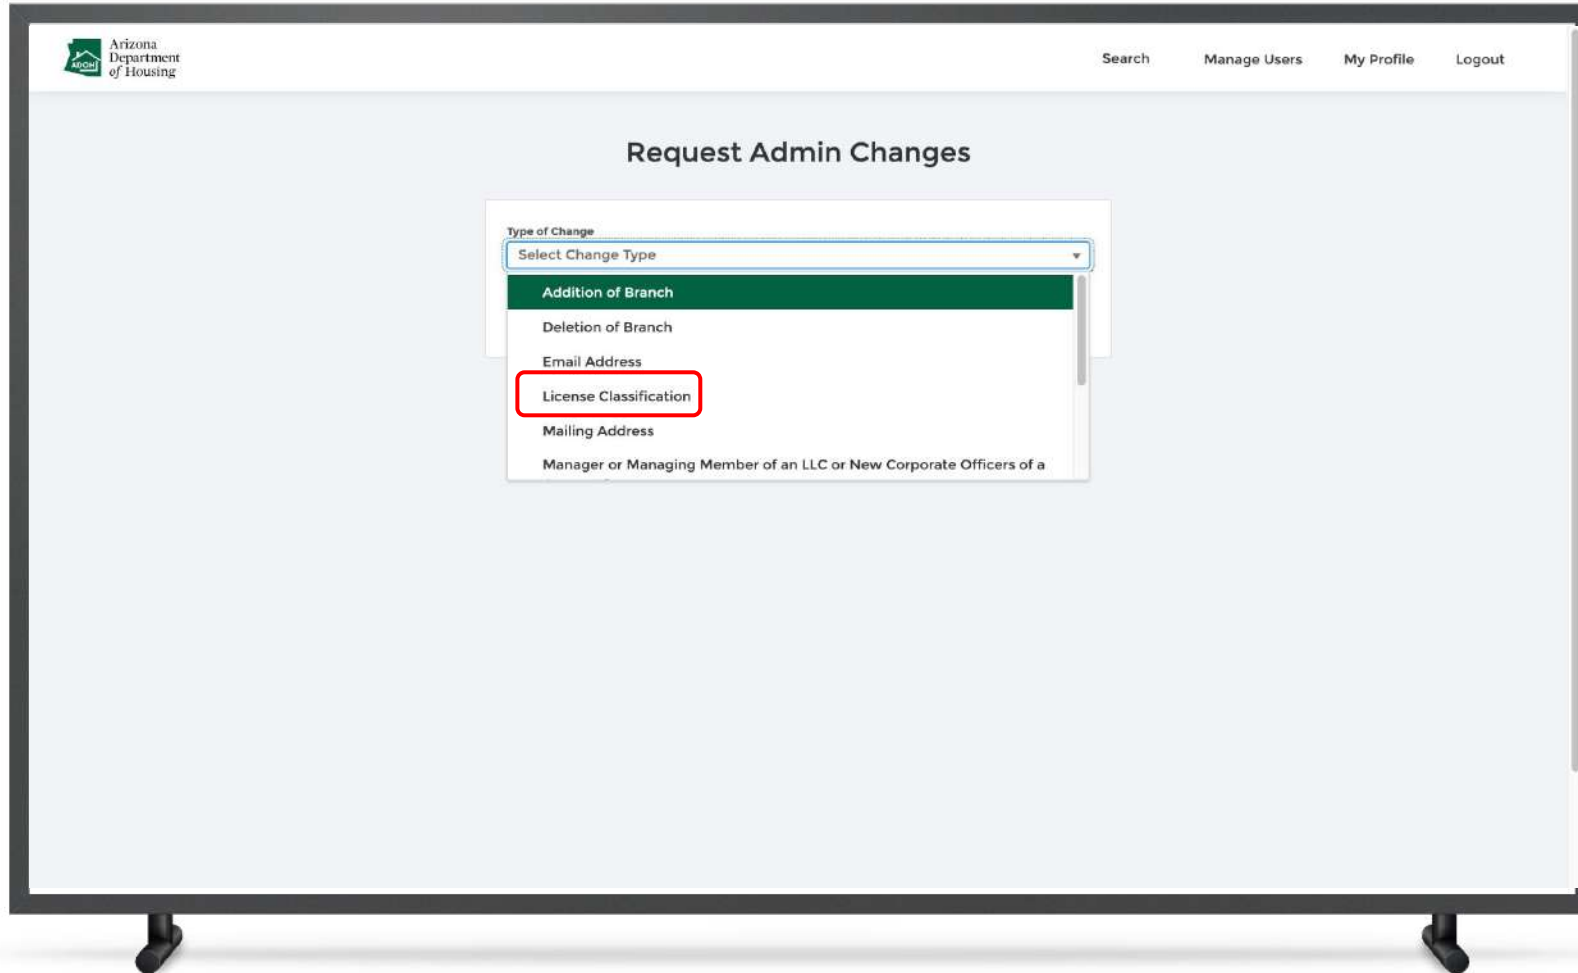 Arizona
Department
of Housing
ADOH
Search Manage Users My Profile Logout
Request Admin Changes
Type of Change
Select Change Type
Addition of Branch
Deletion of Branch
Email Address
License Classification
Mailing Address
Manager or Managing Member of an LLC or New Corporate Officers of a